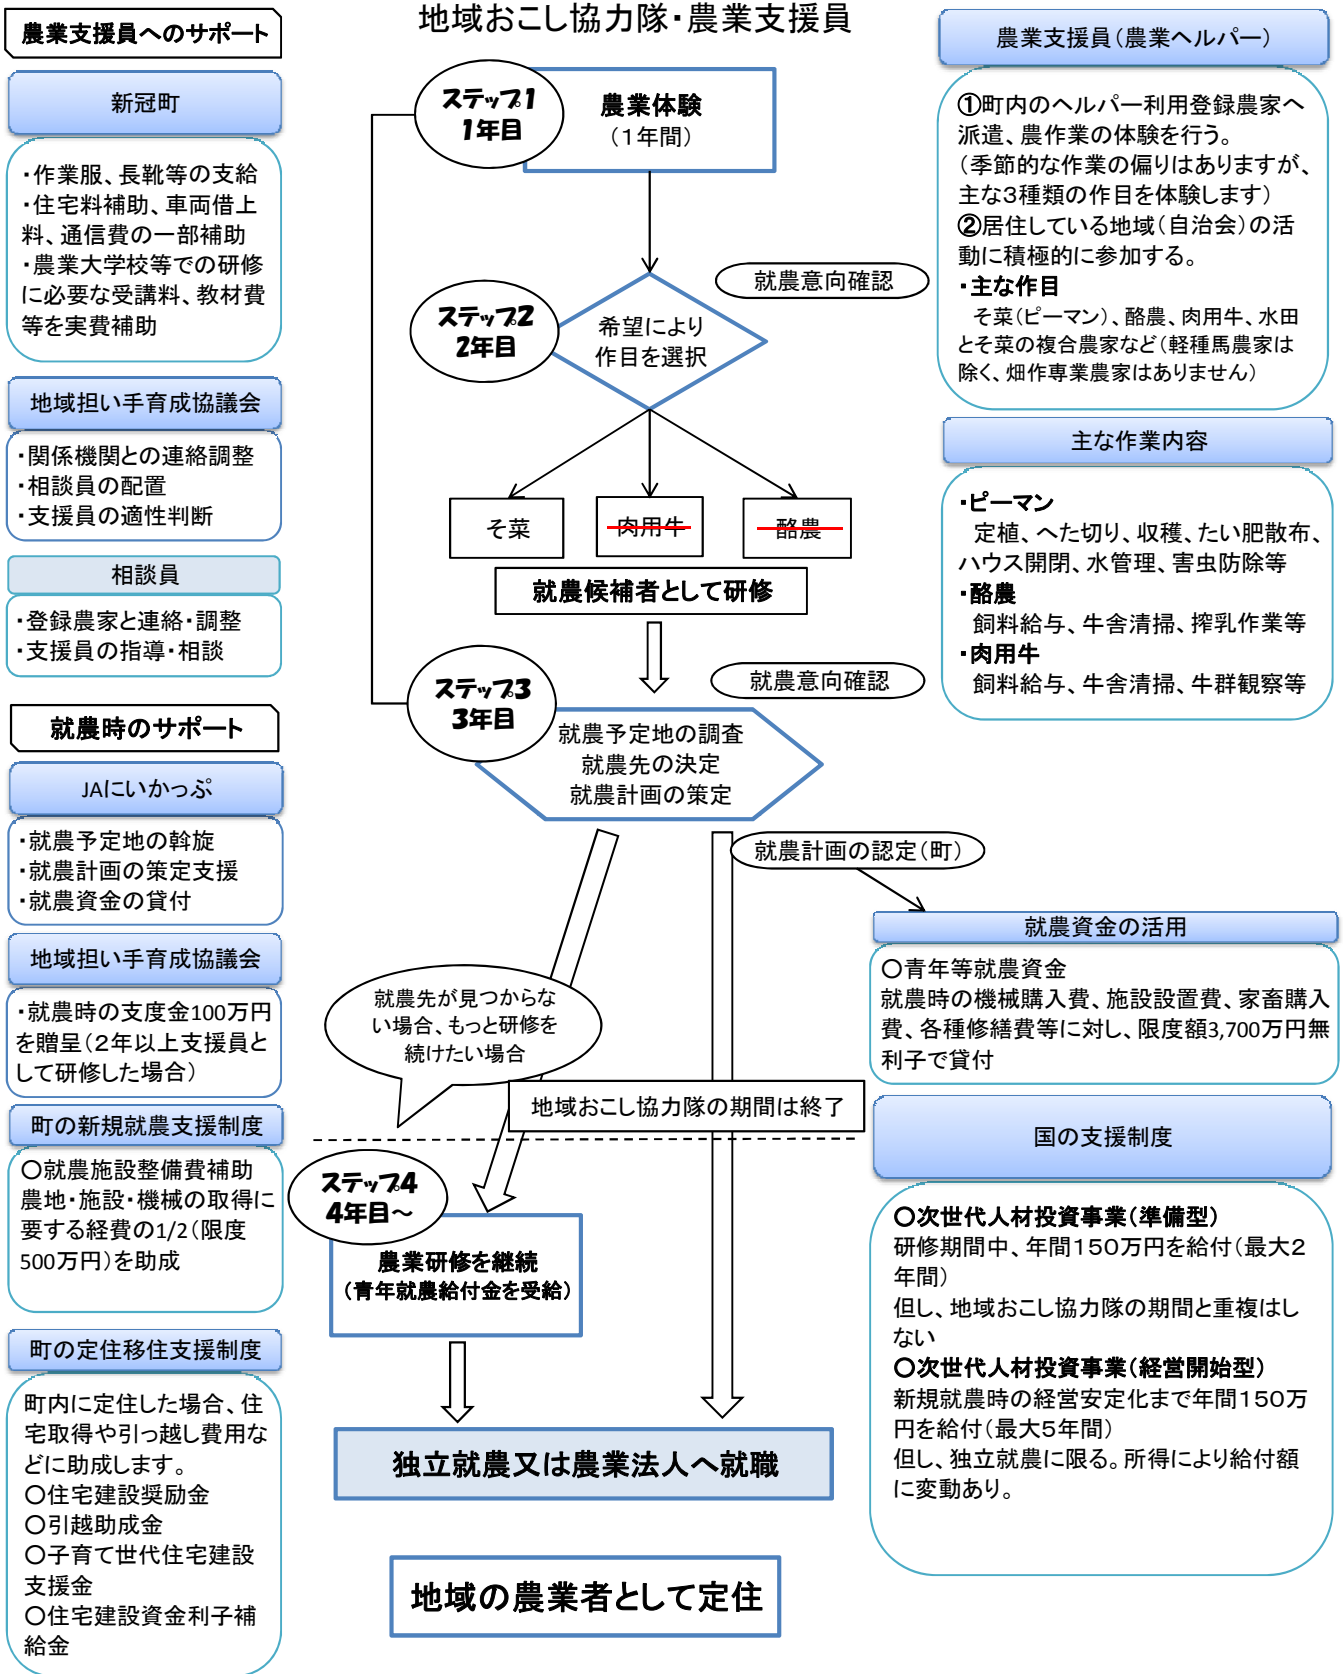 地域おこし協力隊・農業支援員
農業支援員へのサポート
新冠町
・作業服、長靴等の支給
・住宅料補助、車両借上
料、通信費の一部補助
・農業大学校等での研修
に必要な受講料、教材費
等を実費補助
地域担い手育成協議会
・関係機関との連絡調整
・相談員の配置
・支援員の適性判断
相談員
・登録農家と連絡・調整
・支援員の指導・相談
就農時のサポート
JAにいかっぷ
・就農予定地の斡旋
・就農計画の策定支援
・就農資金の貸付
地域担い手育成協議会
・就農時の支度金100万円
を贈呈（２年以上支援員と
して研修した場合）
町の新規就農支援制度
○就農施設整備費補助
農地・施設・機械の取得に
要する経費の1/2（限度
500万円）を助成
町の定住移住支援制度
町内に定住した場合、住
宅取得や引っ越し費用な
どに助成します。
○住宅建設奨励金
○引越助成金
○子育て世代住宅建設
支援金
○住宅建設資金利子補
給金
ステップ1
1年目
農業体験
（１年間）
ステップ2
2年目
希望により
作目を選択
就農意向確認
そ菜
肉用牛
酪農
就農候補者として研修
ステップ3
3年目
就農意向確認
就農予定地の調査
就農先の決定
就農計画の策定
就農計画の認定（町）
就農先が見つからな
い場合、もっと研修を
続けたい場合
地域おこし協力隊の期間は終了
ステップ4
4年目～
農業研修を継続
（青年就農給付金を受給）
独立就農又は農業法人へ就職
地域の農業者として定住
農業支援員（農業ヘルパー）
①町内のヘルパー利用登録農家へ
派遣、農作業の体験を行う。
（季節的な作業の偏りはありますが、
主な３種類の作目を体験します）
②居住している地域（自治会）の活
動に積極的に参加する。
・主な作目
そ菜（ピーマン）、酪農、肉用牛、水田
とそ菜の複合農家など（軽種馬農家は
除く、畑作専業農家はありません）
主な作業内容
・ピーマン
定植、へた切り、収穫、たい肥散布、
ハウス開閉、水管理、害虫防除等
・酪農
飼料給与、牛舎清掃、搾乳作業等
・肉用牛
飼料給与、牛舎清掃、牛群観察等
就農資金の活用
○青年等就農資金
就農時の機械購入費、施設設置費、家畜購入
費、各種修繕費等に対し、限度額3,700万円無
利子で貸付
国の支援制度
○次世代人材投資事業（準備型）
研修期間中、年間１５０万円を給付（最大２
年間）
但し、地域おこし協力隊の期間と重複はし
ない
○次世代人材投資事業（経営開始型）
新規就農時の経営安定化まで年間１５０万
円を給付（最大５年間）
但し、独立就農に限る。所得により給付額
に変動あり。